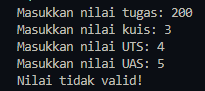 Masukkan nilai tugas: 200
Masukkan nilai kuis: 3
Masukkan nilai UTS: 4
Masukkan nilai UAS: 5
Nilai tidak valid!